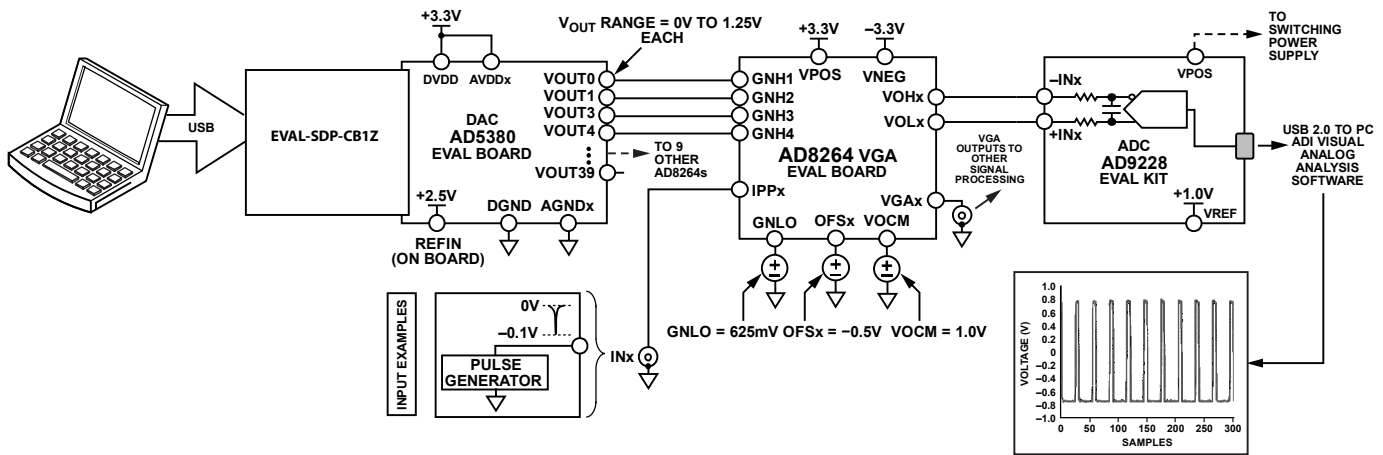 USB
EVAL-SDP-CB1Z
+3.3V
DVDD
AVDDx
VOUT RANGE = 0V TO 1.25V
EACH
VOUT0
VOUT1
VOUT3
VOUT4
VOUT39
DAC
AD5380
EVAL BOARD
TO 9
OTHER
AD8264s
+2.5V
REFIN
(ON BOARD)
DGND
AGNDx
+3.3V
VPOS
–3.3V
VNEG
GNH1
GNH2
GNH3
GNH4
IPPx
VOHx
VOLx
AD8264 VGA
EVAL BOARD
VGAx
GNLO
OFSx
VOCM
VGA
OUTPUTS TO
OTHER
SIGNAL
PROCESSING
GNLO = 625mV
OFSx = –0.5V
VOCM = 1.0V
–INx
+INx
VPOS
TO
SWITCHING
POWER
SUPPLY
ADC
AD9228
EVAL KIT
+1.0V
VREF
USB 2.0 TO PC
ADI VISUAL
ANALOG
ANALYSIS
SOFTWARE
INPUT EXAMPLES
0V
–0.1V
PULSE
GENERATOR
INx
VOLTAGE (V)
1.0
0.8
0.6
0.4
0.2
0
–0.2
–0.4
–0.6
–0.8
–1.0
0
50
100
150
200
250
300
SAMPLES